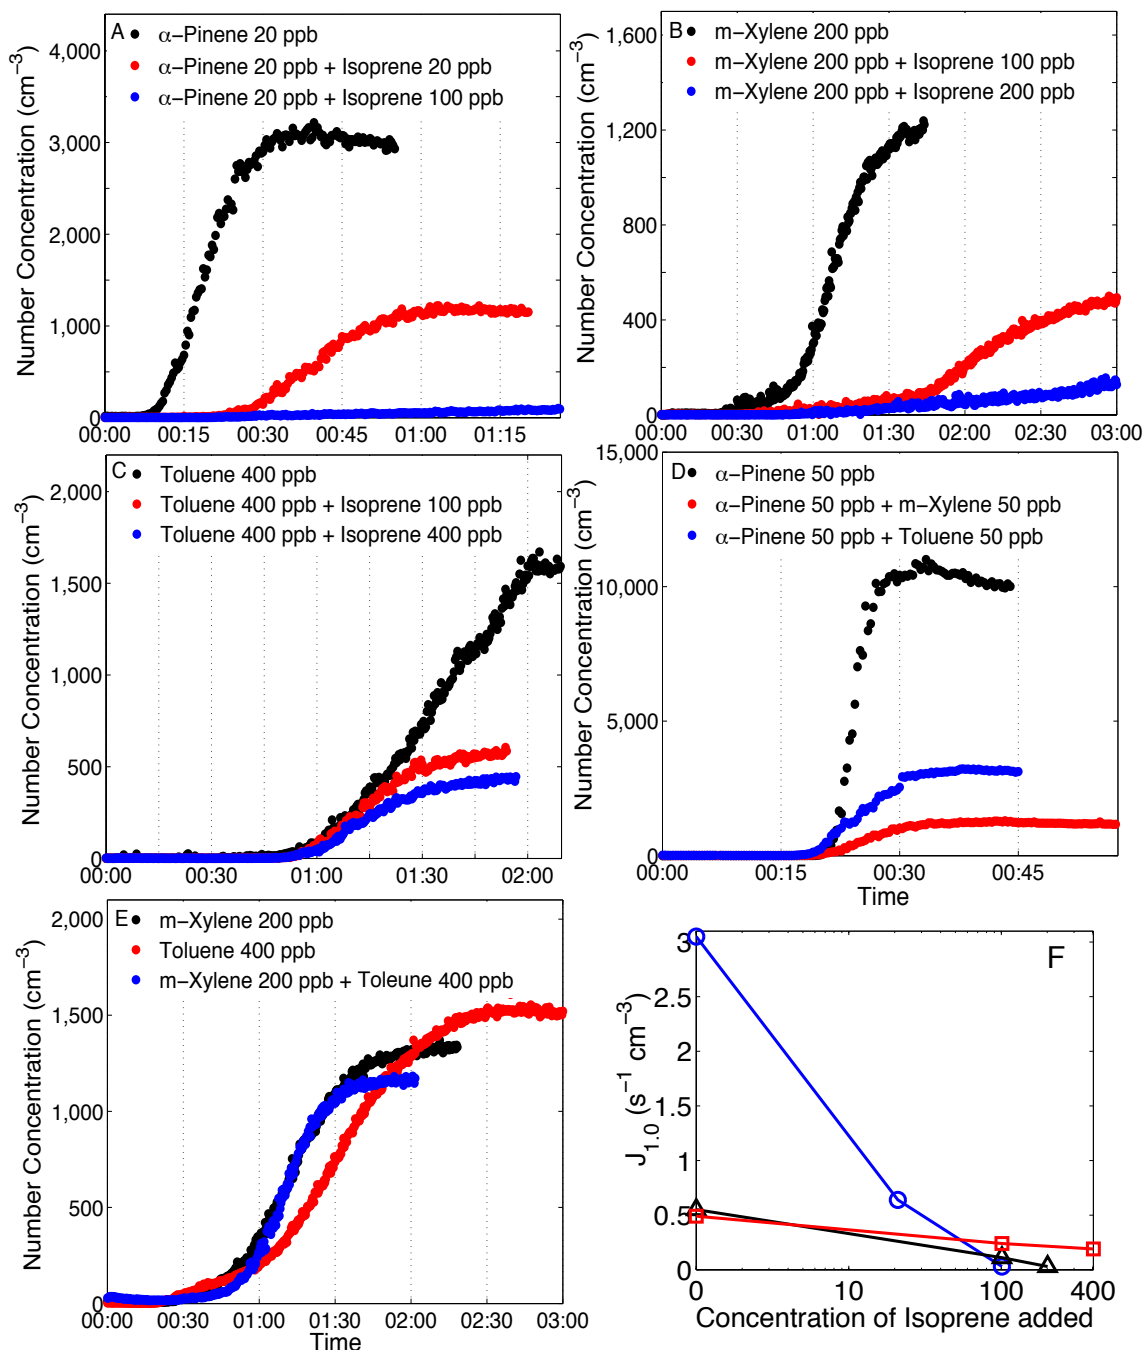 A
α−Pinene 20 ppb
α−Pinene 20 ppb + Isoprene 20 ppb
α−Pinene 20 ppb + Isoprene 100 ppb
Number Concentration (cm−3)
4,000
3,000
2,000
1,000
0
00:00 00:15 00:30 00:45 01:00 01:15
B
m−Xylene 200 ppb
m−Xylene 200 ppb + Isoprene 100 ppb
m−Xylene 200 ppb + Isoprene 200 ppb
Number Concentration (cm−3)
1,600
1,200
800
400
0
00:00 00:30 01:00 01:30 02:00 02:30 03:00
C
Toluene 400 ppb
Toluene 400 ppb + Isoprene 100 ppb
Toluene 400 ppb + Isoprene 400 ppb
Number Concentration (cm−3)
2,000
1,500
1,000
500
0
00:00 00:30 01:00 01:30 02:00
D
α−Pinene 50 ppb
α−Pinene 50 ppb + m−Xylene 50 ppb
α−Pinene 50 ppb + Toluene 50 ppb
Number Concentration (cm−3)
15,000
10,000
5,000
0
00:00 00:15 00:30 00:45
Time
E
m−Xylene 200 ppb
Toluene 400 ppb
m−Xylene 200 ppb + Toleune 400 ppb
Number Concentration (cm−3)
2,000
1,500
1,000
500
0
00:00 00:30 01:00 01:30 02:00 02:30 03:00
Time
F
J1.0 (s−1 cm−3)
3
2.5
2
1.5
1
0.5
0
0 10 100 400
Concentration of Isoprene added